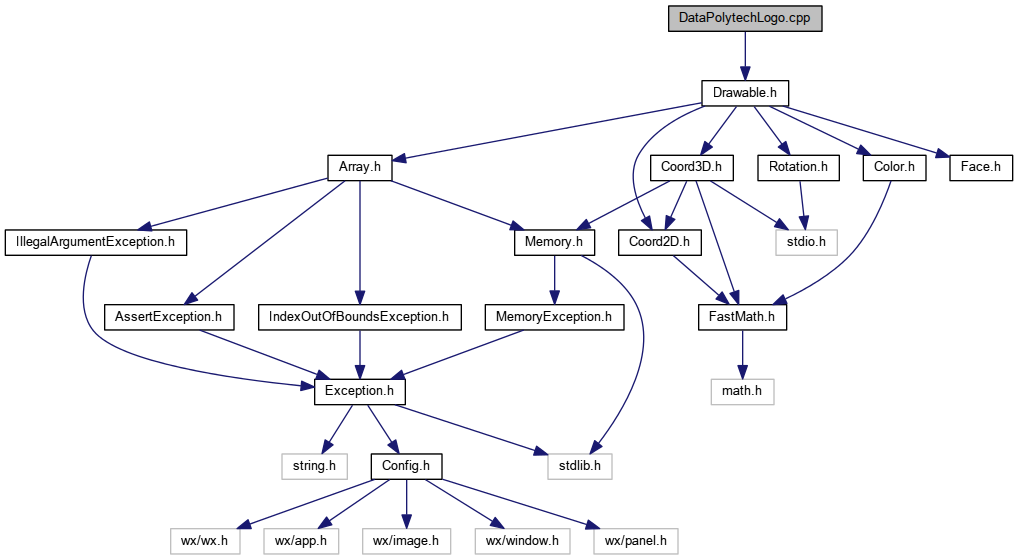 DataPolytechLogo.cpp
Drawable.h
Array.h
Coord3D.h
Rotation.h
Color.h
Face.h
IllegalArgumentException.h
Memory.h
Coord2D.h
stdio.h
AssertException.h
IndexOutOfBoundsException.h
MemoryException.h
FastMath.h
Exception.h
math.h
string.h
Config.h
stdlib.h
wx/wx.h
wx/app.h
wx/image.h
wx/window.h
wx/panel.h